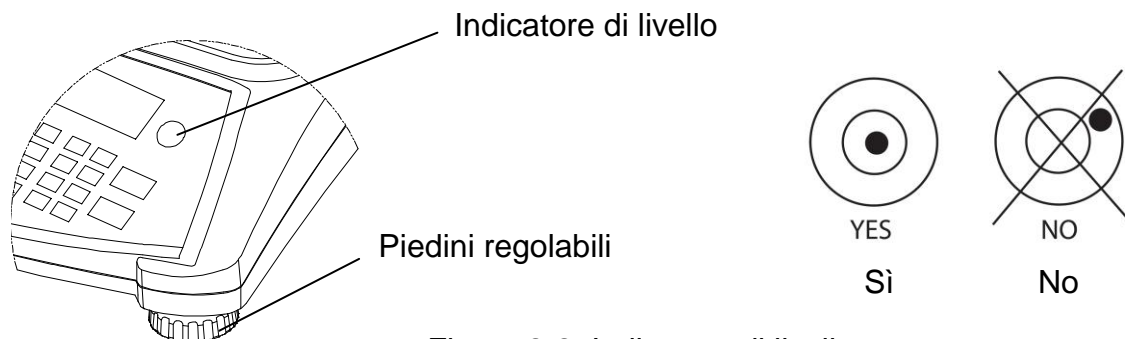 Indicatore di livello
Piedini regolabili
YES
NO
Sì
No